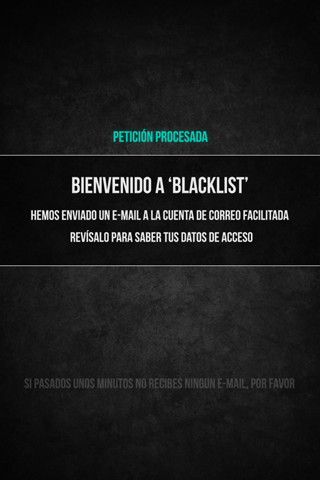 PETICIÓN PROCESADA
BIENVENIDO A ‘BLACKLIST’
HEMOS ENVIADO UN E-MAIL A LA CUENTA DE CORREO FACILITADA
REVÍSALO PARA SABER TUS DATOS DE ACCESO
SI PASADOS UNOS MINUTOS NO RECIBES NINGÚN E-MAIL, POR FAVOR